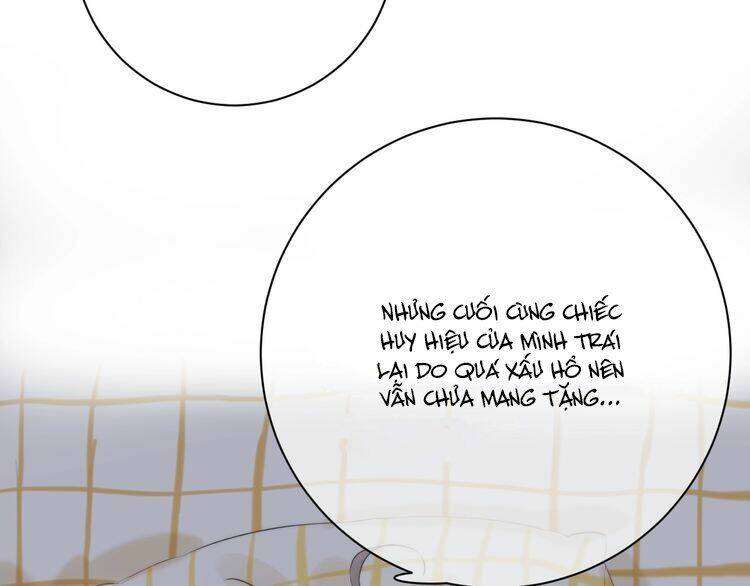 NHƯNG CUỐI CÙNG CHIẾC
HUY HIỆU CỦA MÌNH TRÁI
LẠI DO QUÁ XẤU HỔ NÊN
VẪN CHƯA MANG TẶNG...